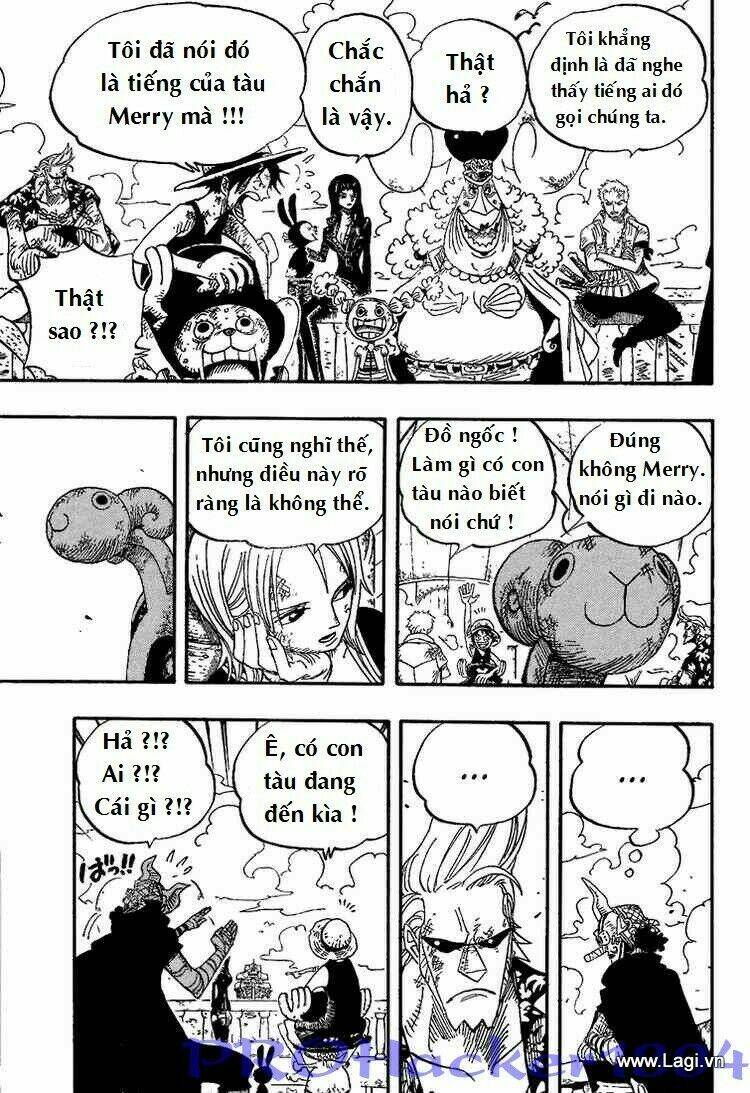 Tôi khẳng
định là đã nghe
thấy tiếng ai đó
gọi chúng ta.
Thật
hả ?
Chắc
chắn
là vậy.
Tôi đã nói đó
là tiếng của tàu
Merry mà !!!
Thật
sao ?!?
Đúng
không Merry.
nói gì đi nào.
Đồ ngốc !
Làm gì có con
tàu nào biết
nói chứ !
Tôi cũng nghĩ thế,
nhưng điều này rõ
ràng là không thể.
...
...
Ê, có con
tàu đang
đến kìa !
Hả ?!?
Ai ?!?
Cái gì ?!?
ばっ!!
PROHacker1894
www.Lagi.vn